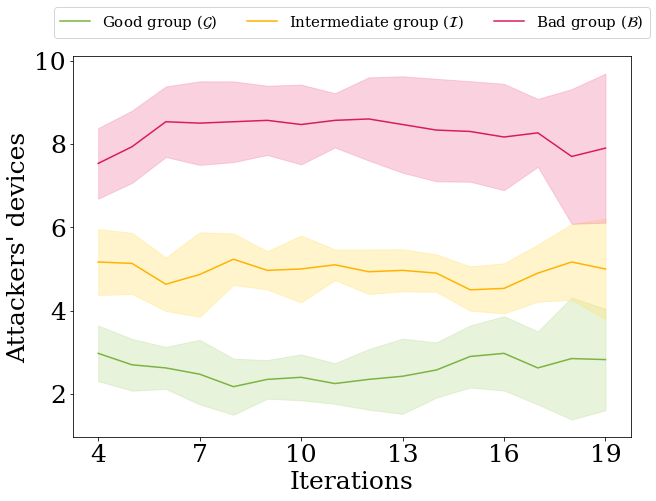 Good group (𝒢) Intermediate group (ℐ) Bad group (ℬ)
Attackers' devices
10
8
6
4
2
4 7 10 13 16 19
Iterations